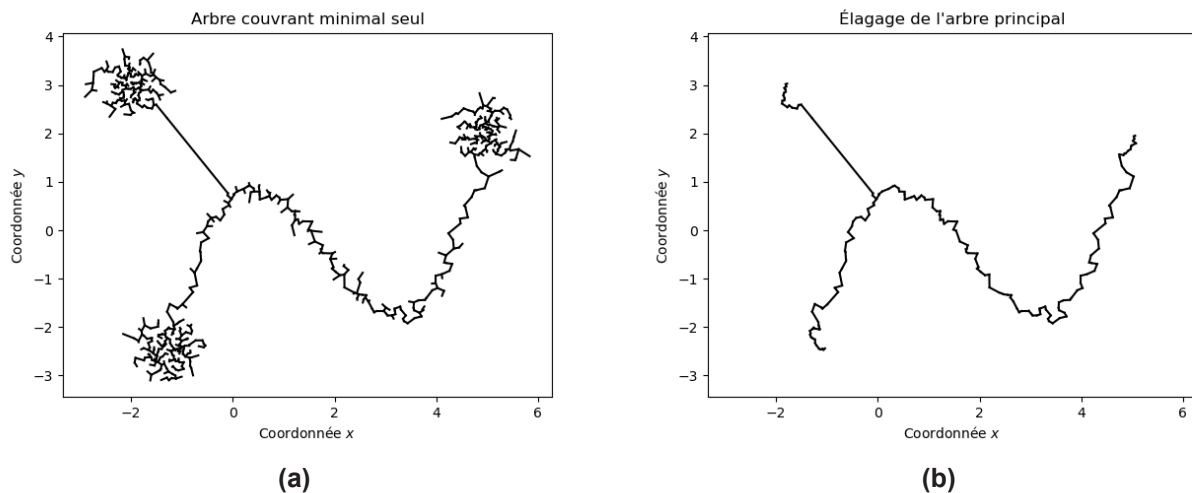 Arbre couvrant minimal seul
4
3
2
1
0
−1
−2
−3
Coordonnée y
−2 0 2 4 6
Coordonnée x
(a)
Élagage de l'arbre principal
4
3
2
1
0
−1
−2
−3
Coordonnée y
−2 0 2 4 6
Coordonnée x
(b)